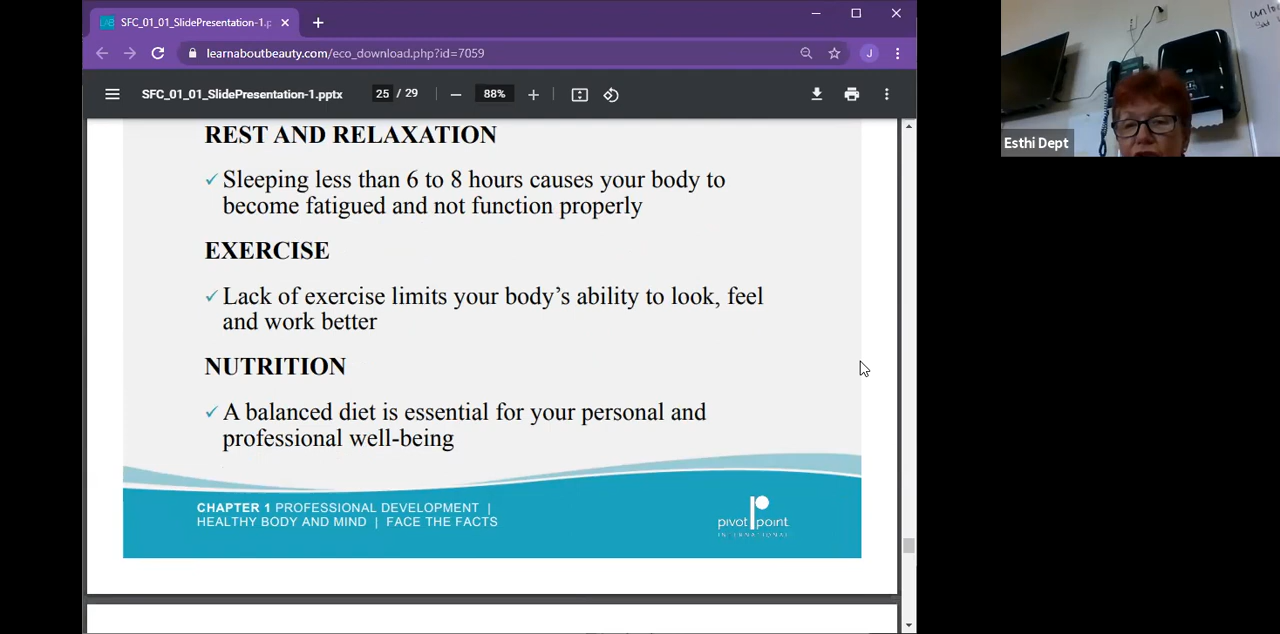 SFC_01_01_SlidePresentation-1.p
learnaboutbeauty.com/eco_download.php?id=7059
J
SFC_01_01_SlidePresentation-1.pptx
25 / 29
88%
REST AND RELAXATION
✓ Sleeping less than 6 to 8 hours causes your body to
become fatigued and not function properly
EXERCISE
✓ Lack of exercise limits your body's ability to look, feel
and work better
NUTRITION
✓ A balanced diet is essential for your personal and
professional well-being
CHAPTER 1 PROFESSIONAL DEVELOPMENT |
HEALTHY BODY AND MIND | FACE THE FACTS
pivot point
INTERNATIONAL
Esthi Dept